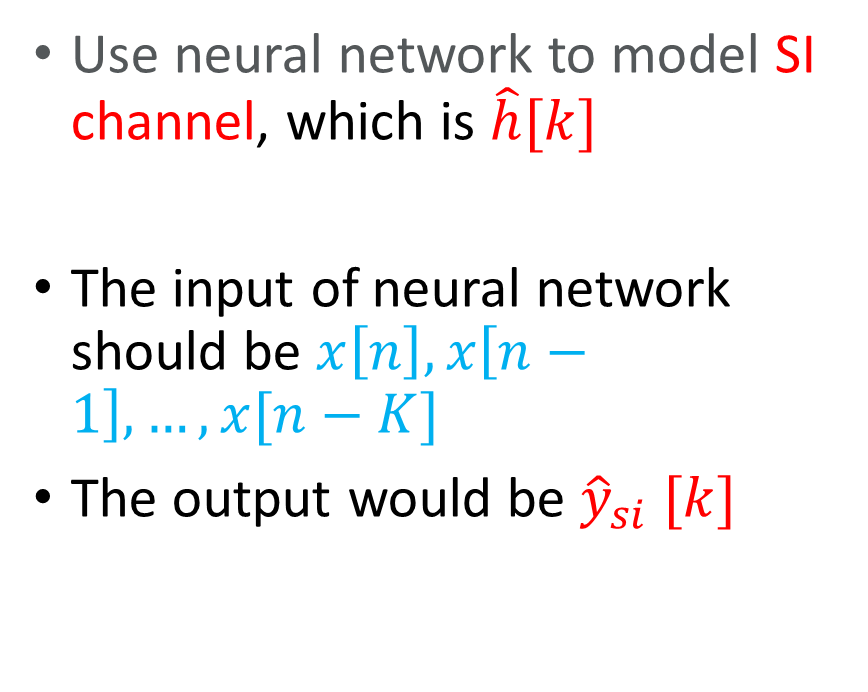 • Use neural network to model SI
channel, which is ĥ[k]
• The input of neural network
should be x[n], x[n −
1], … , x[n − K]
• The output would be ŷsi [k]